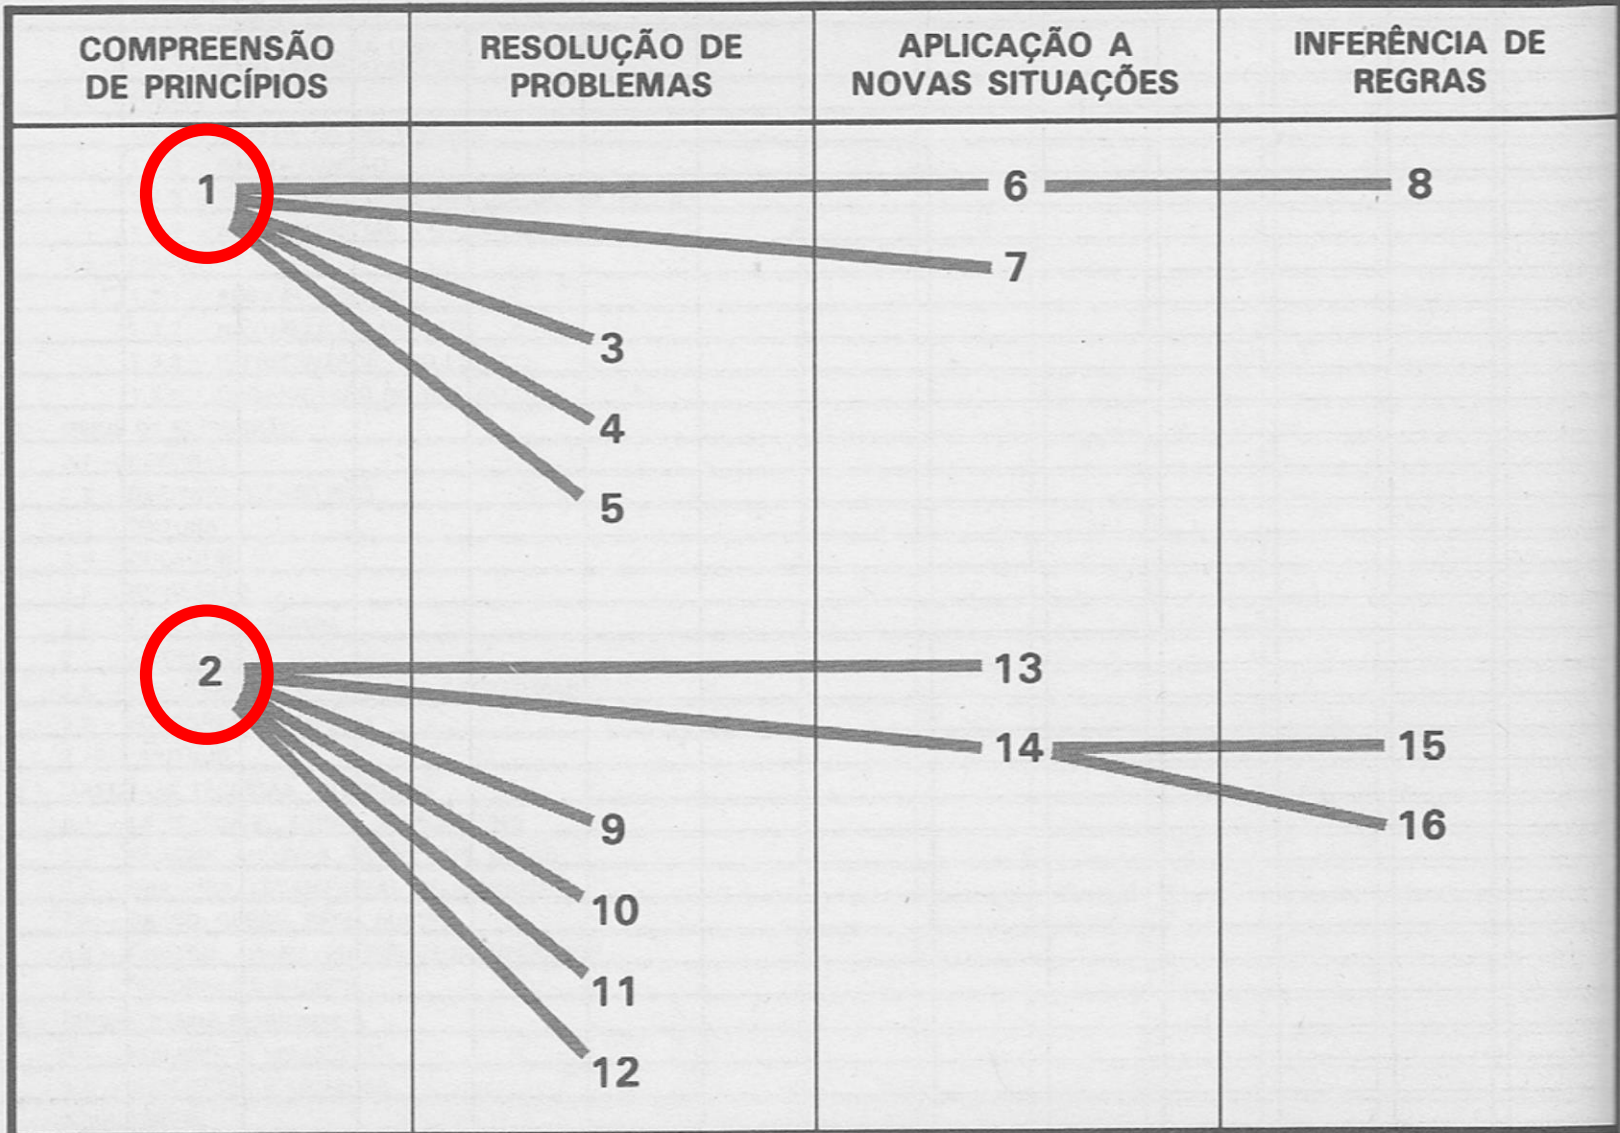 COMPREENSÃO
DE PRINCÍPIOS
RESOLUÇÃO DE
PROBLEMAS
APLICAÇÃO A
NOVAS SITUAÇÕES
INFERÊNCIA DE
REGRAS
1
6
8
7
3
4
5
2
13
14
15
16
9
10
11
12